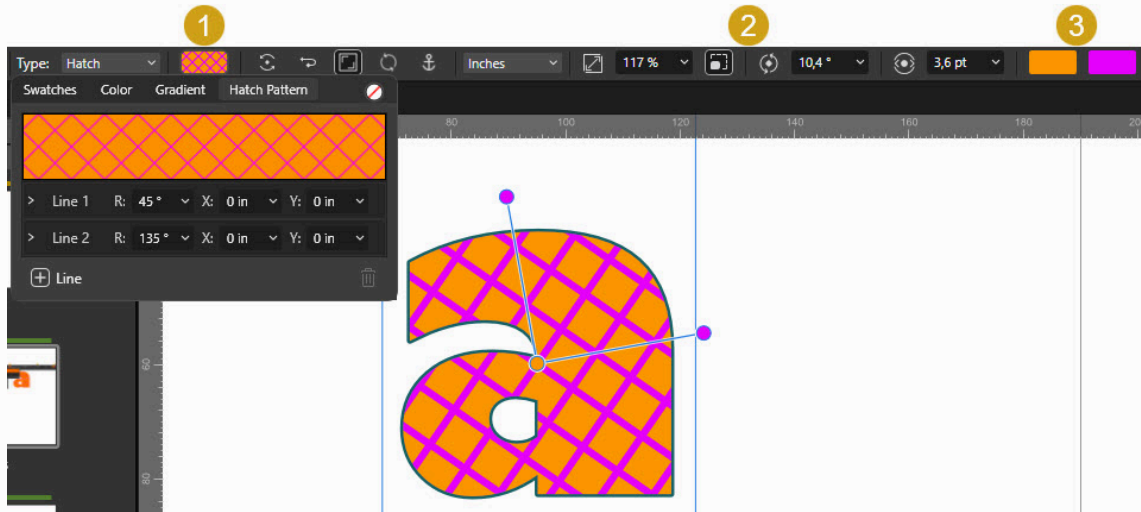 1
2
3
Type: Hatch Inches 117 % 10,4 ° 3,6 pt
Swatches Color Gradient Hatch Pattern
80 100 120 140 160 180 20
> Line 1 R: 45 ° X: 0 in Y: 0 in
> Line 2 R: 135 ° X: 0 in Y: 0 in
+ Line
60
80
a
a
s